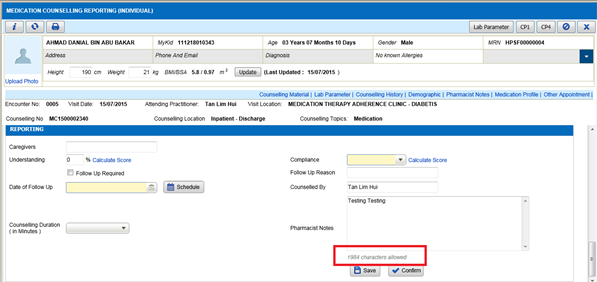 MEDICATION COUNSELLING REPORTING (INDIVIDUAL)
Lab Parameter CP1 CP4
AHMAD DANIAL BIN ABU BAKAR MyKid 111218010343 Age 03 Years 07 Months 10 Days Gender Male MRN HPSF00000004
Address Phone And Email Diagnosis No known Allergies
Height 190 cm Weight 21 kg BMI/BSA 5.8 / 0.97 m² Update (Last Updated : 15/07/2015 )
Upload Photo
Counselling Material | Lab Parameter | Counselling History | Demographic | Pharmacist Notes | Medication Profile | Other Appointment |
Encounter No: 0005 Visit Date: 15/07/2015 Attending Practitioner: Tan Lim Hui Visit Location: MEDICATION THERAPY ADHERENCE CLINIC - DIABETIS
Counselling No MC1500002340 Counselling Location Inpatient - Discharge Counselling Topics: Medication
REPORTING
Caregivers
Understanding 0 % Calculate Score Compliance Calculate Score
Follow Up Required Follow Up Reason
Date of Follow Up Schedule Counselled By Tan Lim Hui
Testing Testing
Counselling Duration
( in Minutes ) Pharmacist Notes
1984 characters allowed
Save Confirm